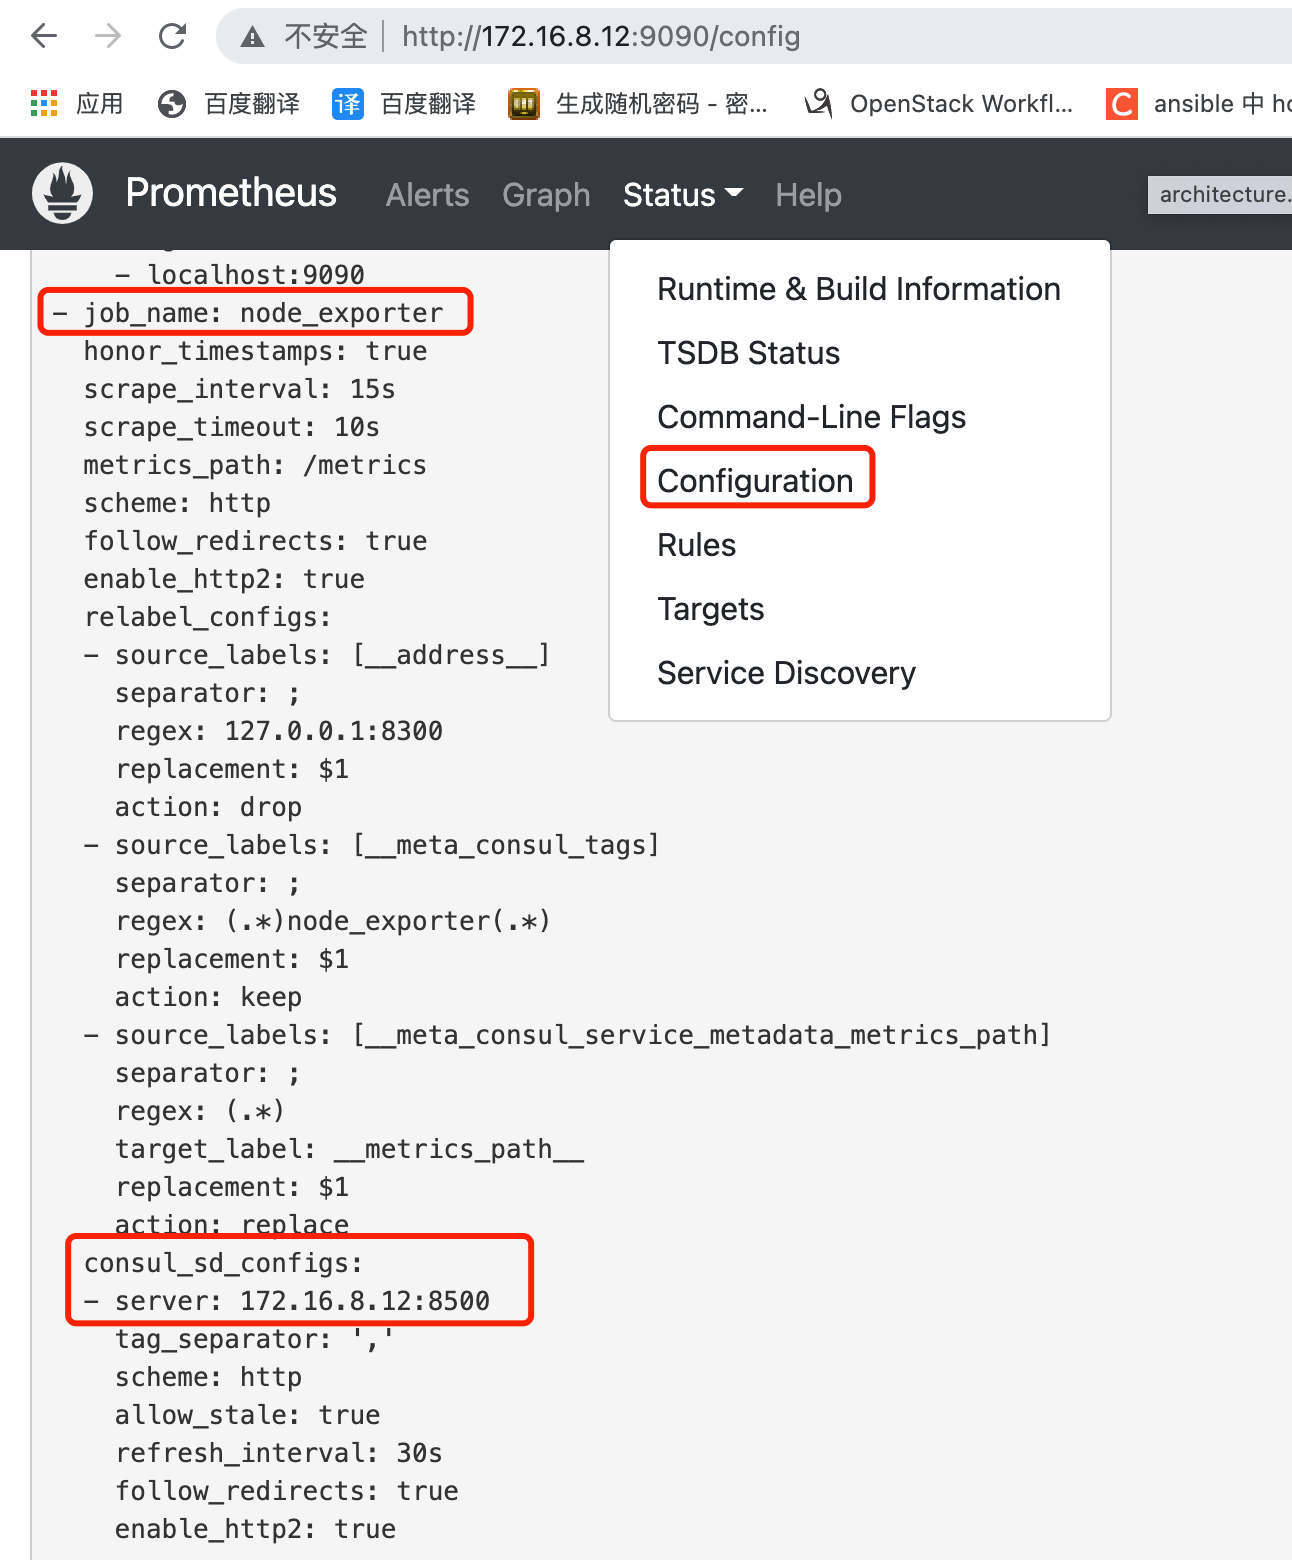 不安全 http://172.16.8.12:9090/config
应用 百度翻译 译 百度翻译 生成随机密码 - 密... OpenStack Workfl... C ansible 中 ho
Prometheus Alerts Graph Status Help architecture.
- localhost:9090
- job_name: node_exporter
honor_timestamps: true
scrape_interval: 15s
scrape_timeout: 10s
metrics_path: /metrics
scheme: http
follow_redirects: true
enable_http2: true
relabel_configs:
- source_labels: [__address__]
separator: ;
regex: 127.0.0.1:8300
replacement: $1
action: drop
- source_labels: [__meta_consul_tags]
separator: ;
regex: (.*)node_exporter(.*)
replacement: $1
action: keep
- source_labels: [__meta_consul_service_metadata_metrics_path]
separator: ;
regex: (.*)
target_label: __metrics_path__
replacement: $1
action: replace
consul_sd_configs:
- server: 172.16.8.12:8500
tag_separator: ','
scheme: http
allow_stale: true
refresh_interval: 30s
follow_redirects: true
enable_http2: true
Runtime & Build Information
TSDB Status
Command-Line Flags
Configuration
Rules
Targets
Service Discovery